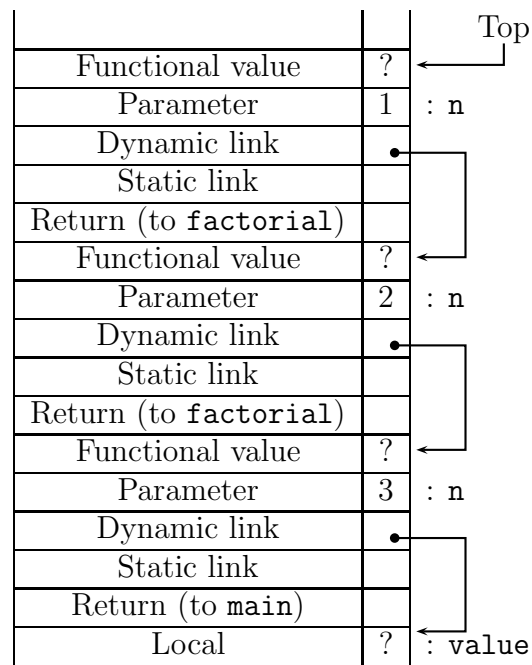 Top
Functional value ?
Parameter 1 : n
Dynamic link
Static link
Return (to factorial)
Functional value ?
Parameter 2 : n
Dynamic link
Static link
Return (to factorial)
Functional value ?
Parameter 3 : n
Dynamic link
Static link
Return (to main)
Local ? : value